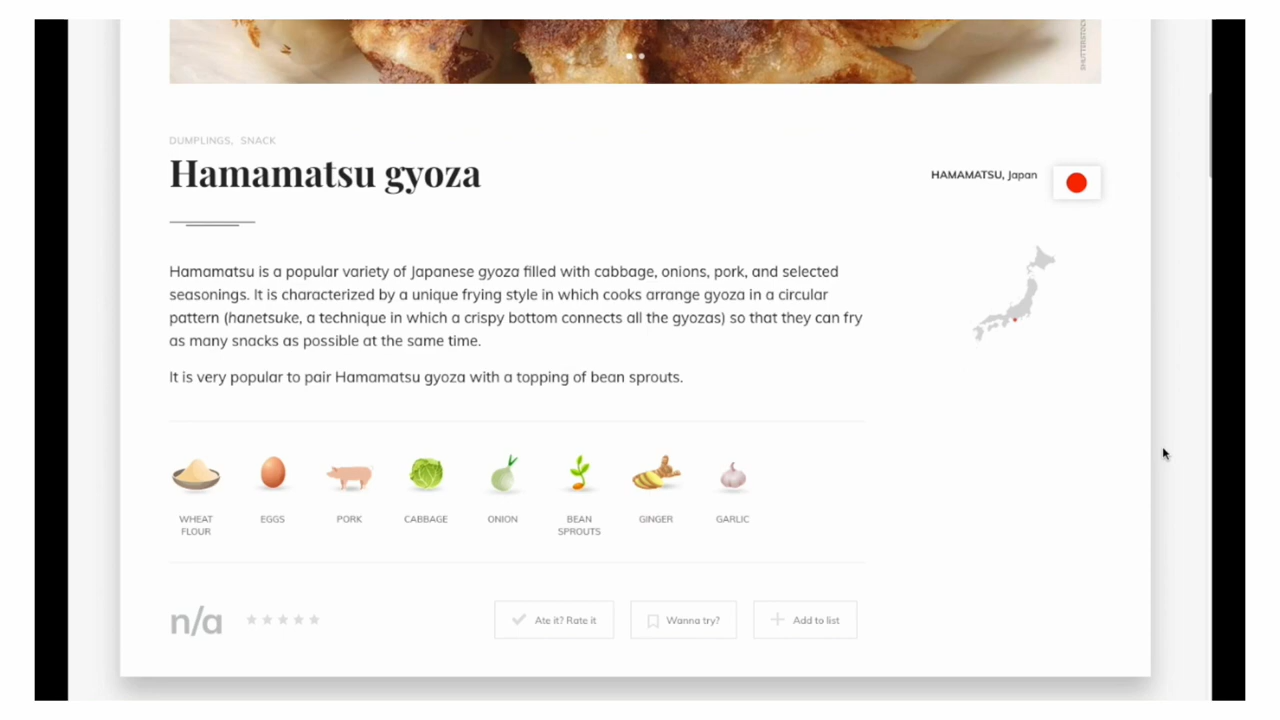 SHUTTERSTOCK
DUMPLINGS, SNACK
Hamamatsu gyoza
HAMAMATSU, Japan
Hamamatsu is a popular variety of Japanese gyoza filled with cabbage, onions, pork, and selected
seasonings. It is characterized by a unique frying style in which cooks arrange gyoza in a circular
pattern (hanetsuke, a technique in which a crispy bottom connects all the gyozas) so that they can fry
as many snacks as possible at the same time.
It is very popular to pair Hamamatsu gyoza with a topping of bean sprouts.
WHEAT
FLOUR
EGGS
PORK
CABBAGE
ONION
BEAN
SPROUTS
GINGER
GARLIC
n/a
Ate it? Rate it
Wanna try?
Add to list